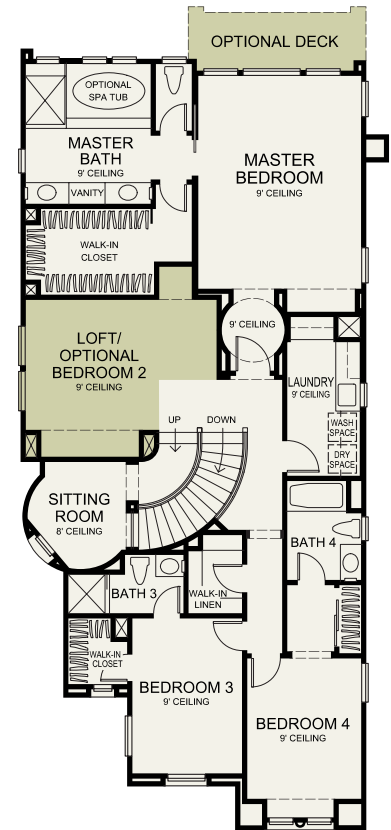 OPTIONAL DECK
OPTIONAL
SPA TUB
MASTER
BATH
9' CEILING
VANITY
MASTER
BEDROOM
9' CEILING
WALK-IN
CLOSET
9' CEILING
LOFT/
OPTIONAL
BEDROOM 2
9' CEILING
LAUNDRY
9' CEILING
WASH
SPACE
DRY
SPACE
UP
DOWN
SITTING
ROOM
8' CEILING
BATH 4
BATH 3
WALK-IN
LINEN
WALK-IN
CLOSET
BEDROOM 3
9' CEILING
BEDROOM 4
9' CEILING